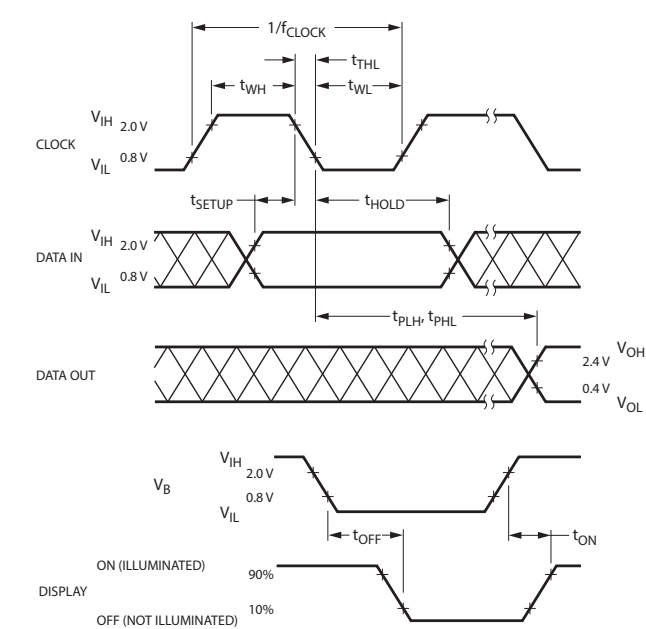 1/fCLOCK
tTHL
tWH
tWL
VIH 2.0 V
CLOCK
VIL 0.8 V
tSETUP
tHOLD
VIH 2.0 V
DATA IN
VIL 0.8 V
tPLH, tPHL
VOH
2.4 V
DATA OUT
0.4 V
VOL
VIH
2.0 V
VB
0.8 V
VIL
tOFF
tON
ON (ILLUMINATED)
90%
DISPLAY
10%
OFF (NOT ILLUMINATED)